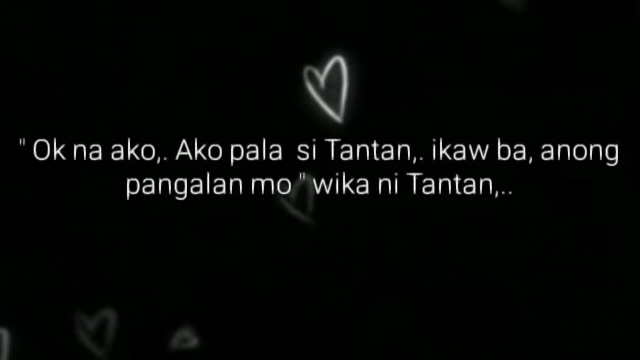 " Ok na ako,. Ako pala  si Tantan,. ikaw ba, anong
pangalan mo " wika ni Tantan,..